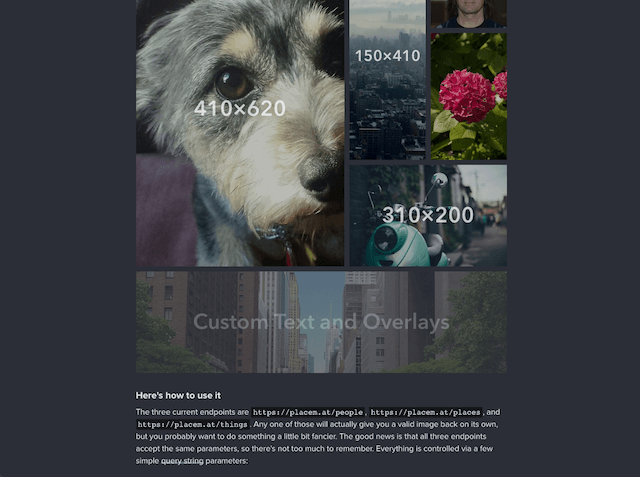 150×410
410×620
310×200
Custom Text and Overlays
Here's how to use it
The three current endpoints are https://placem.at/people, https://placem.at/places, and
https://placem.at/things. Any one of those will actually give you a valid image back on its own,
but you probably want to do something a little bit fancier. The good news is that all three endpoints
accept the same parameters, so there's not too much to remember. Everything is controlled via a few
simple query string parameters: